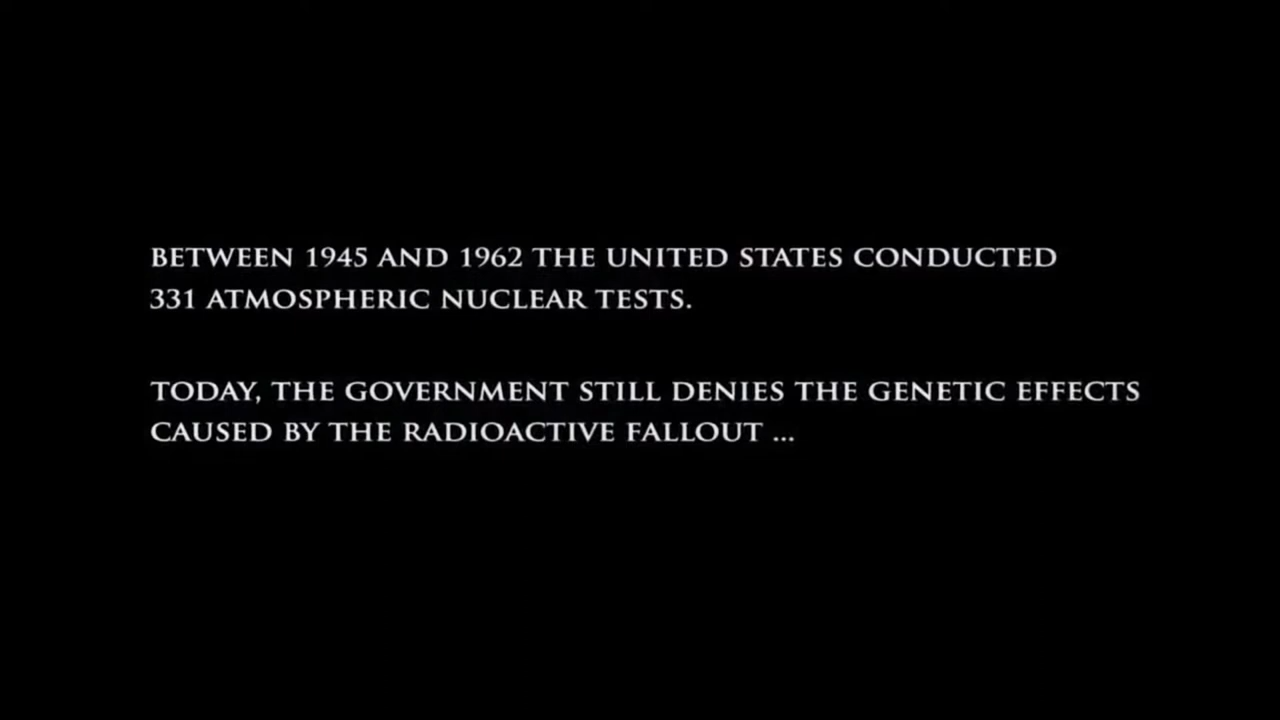 BETWEEN 1945 AND 1962 THE UNITED STATES CONDUCTED
331 ATMOSPHERIC NUCLEAR TESTS.
TODAY, THE GOVERNMENT STILL DENIES THE GENETIC EFFECTS
CAUSED BY THE RADIOACTIVE FALLOUT ...